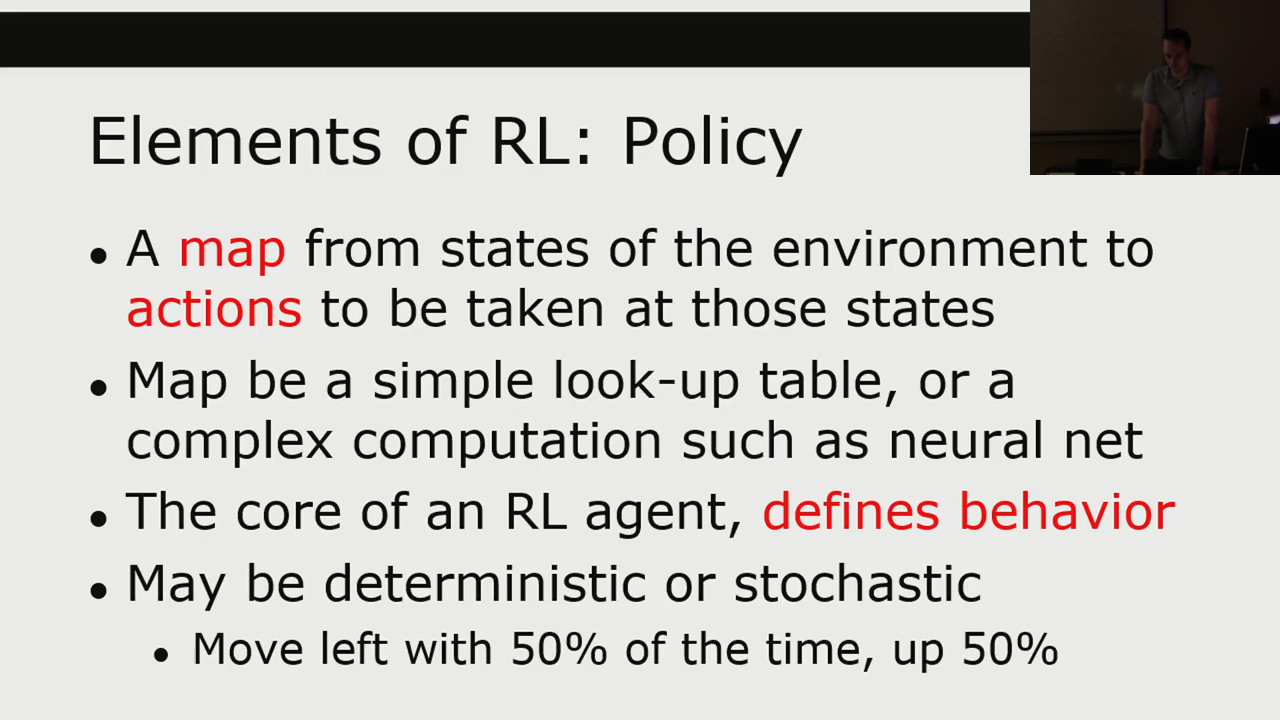 Elements of RL: Policy
• A map from states of the environment to
actions to be taken at those states
• Map be a simple look-up table, or a
complex computation such as neural net
• The core of an RL agent, defines behavior
• May be deterministic or stochastic
• Move left with 50% of the time, up 50%